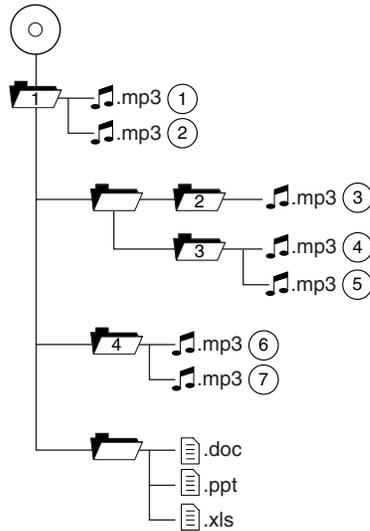 1 .mp3 1
.mp3 2
2 .mp3 3
3 .mp3 4
.mp3 5
4 .mp3 6
.mp3 7
.doc
.ppt
.xls